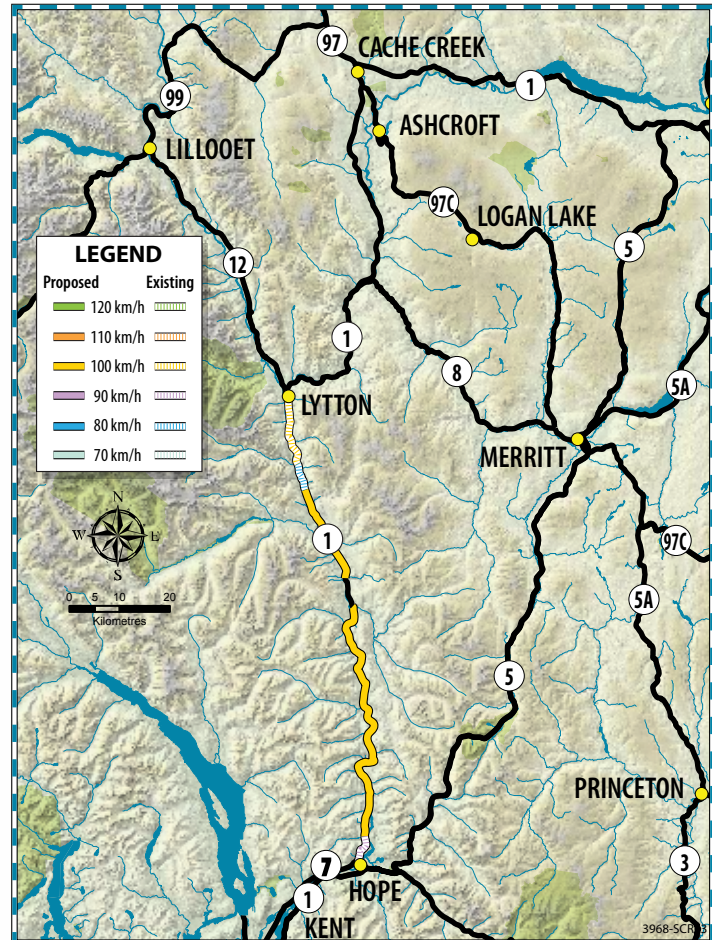 97
CACHE CREEK
1
99
ASHCROFT
LILLOOET
97C
LOGAN LAKE
5
12
LEGEND
Proposed Existing
120 km/h
110 km/h
100 km/h
90 km/h
80 km/h
70 km/h
1
8
5A
LYTTON
MERRITT
N
W E
S
1
97C
0 5 10 20
Kilometres
5A
5
PRINCETON
7
3
HOPE
1
KENT